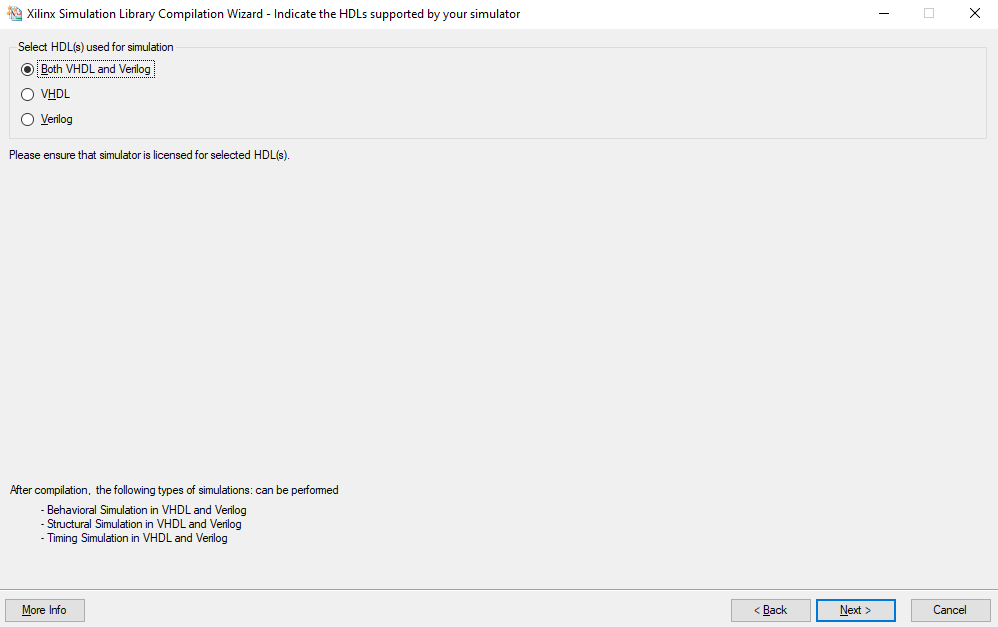 Xilinx Simulation Library Compilation Wizard - Indicate the HDLs supported by your simulator
Select HDL(s) used for simulation
Both VHDL and Verilog
VHDL
Verilog
Please ensure that simulator is licensed for selected HDL(s).
After compilation, the following types of simulations: can be performed
- Behavioral Simulation in VHDL and Verilog
- Structural Simulation in VHDL and Verilog
- Timing Simulation in VHDL and Verilog
More Info
< Back
Next >
Cancel